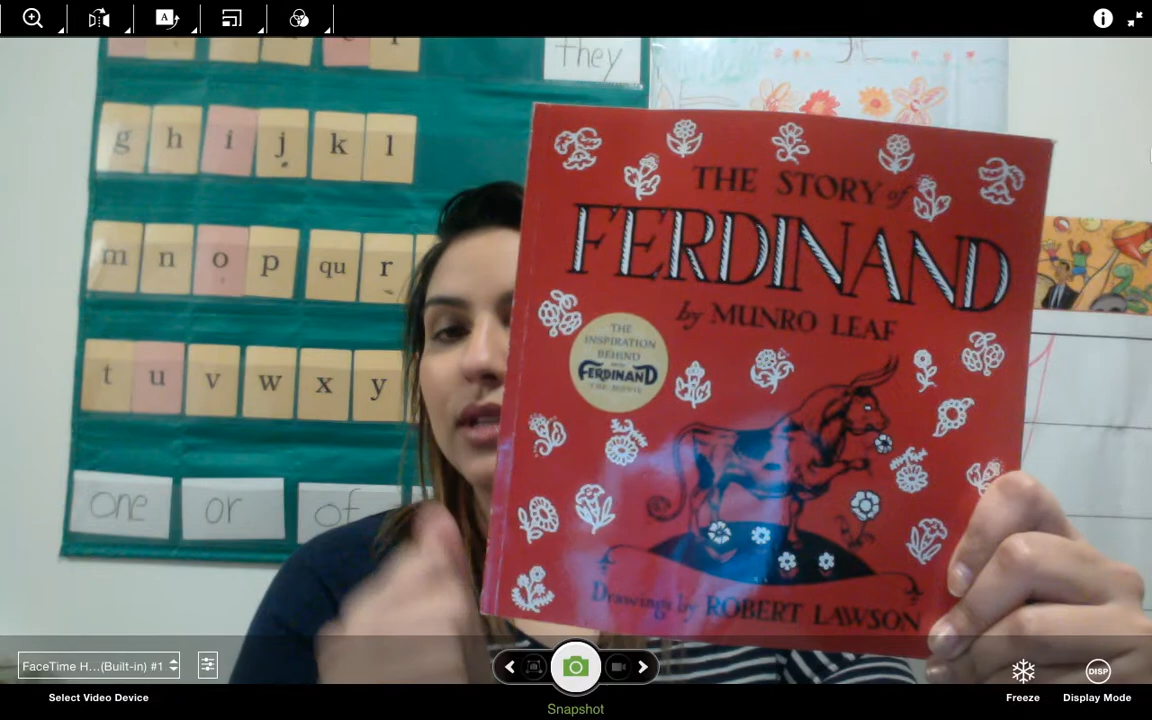 they
g h i j k l
m n o p qu r
t u v w x y
one or of
THE STORY of
FERDINAND
by MUNRO LEAF
THE
INSPIRATION
BEHIND
FERDINAND
THE MOVIE
Drawings by ROBERT LAWSON
FaceTime H...(Built-in) #1
Select Video Device
Snapshot
Freeze
DISP
Display Mode